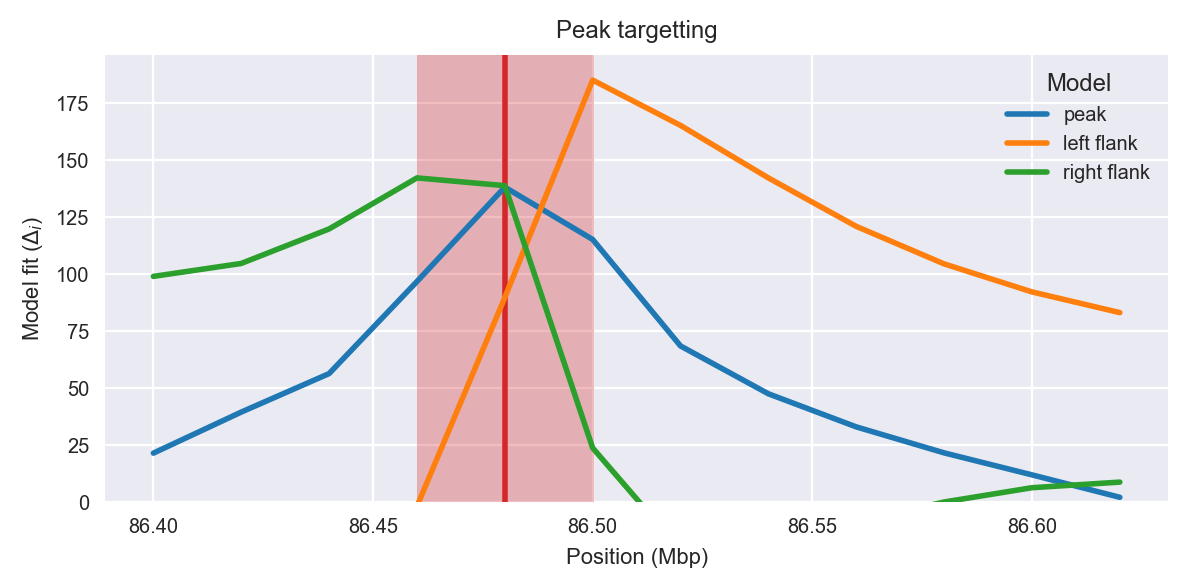 Peak targetting
Model fit (Δᵢ)
175
150
125
100
75
50
25
0
Model
peak
left flank
right flank
86.40
86.45
86.50
86.55
86.60
Position (Mbp)